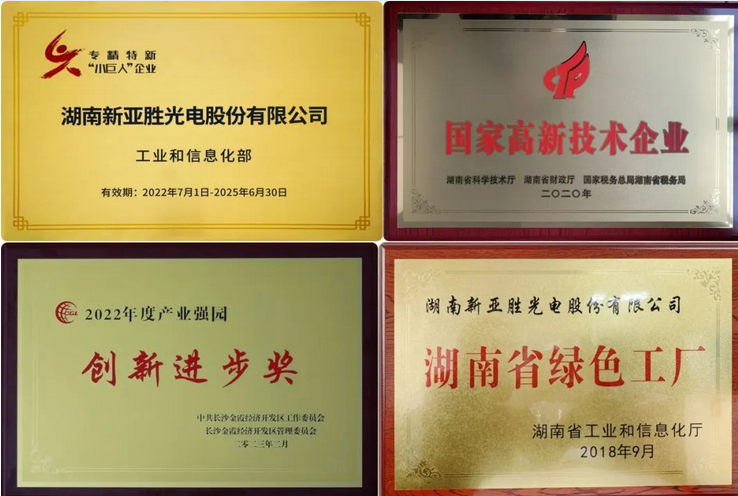 专精特新
“小巨人”企业
湖南新亚胜光电股份有限公司
工业和信息化部
有效期：2022年7月1日-2025年6月30日
国家高新技术企业
湖南省科学技术厅 湖南省财政厅 国家税务总局湖南省税务局
二〇二〇年
2022年度产业强园
创新进步奖
中共长沙金霞经济开发区工作委员会
长沙金霞经济开发区管理委员会
二零二三年二月
湖南新亚胜光电股份有限公司
湖南省绿色工厂
湖南省工业和信息化厅
2018年9月